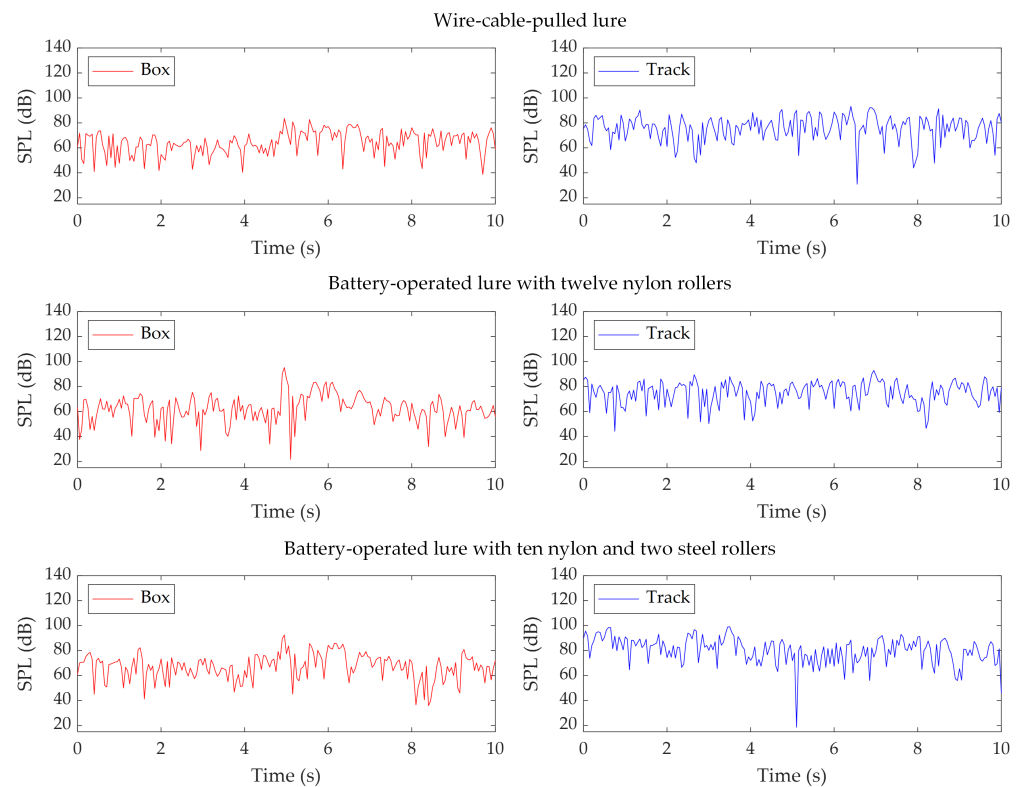 Wire-cable-pulled lure
140
120
100
80
60
40
20
SPL (dB)
Box
0 2 4 6 8 10
Time (s)
140
120
100
80
60
40
20
SPL (dB)
Track
0 2 4 6 8 10
Time (s)
Battery-operated lure with twelve nylon rollers
140
120
100
80
60
40
20
SPL (dB)
Box
0 2 4 6 8 10
Time (s)
140
120
100
80
60
40
20
SPL (dB)
Track
0 2 4 6 8 10
Time (s)
Battery-operated lure with ten nylon and two steel rollers
140
120
100
80
60
40
20
SPL (dB)
Box
0 2 4 6 8 10
Time (s)
140
120
100
80
60
40
20
SPL (dB)
Track
0 2 4 6 8 10
Time (s)